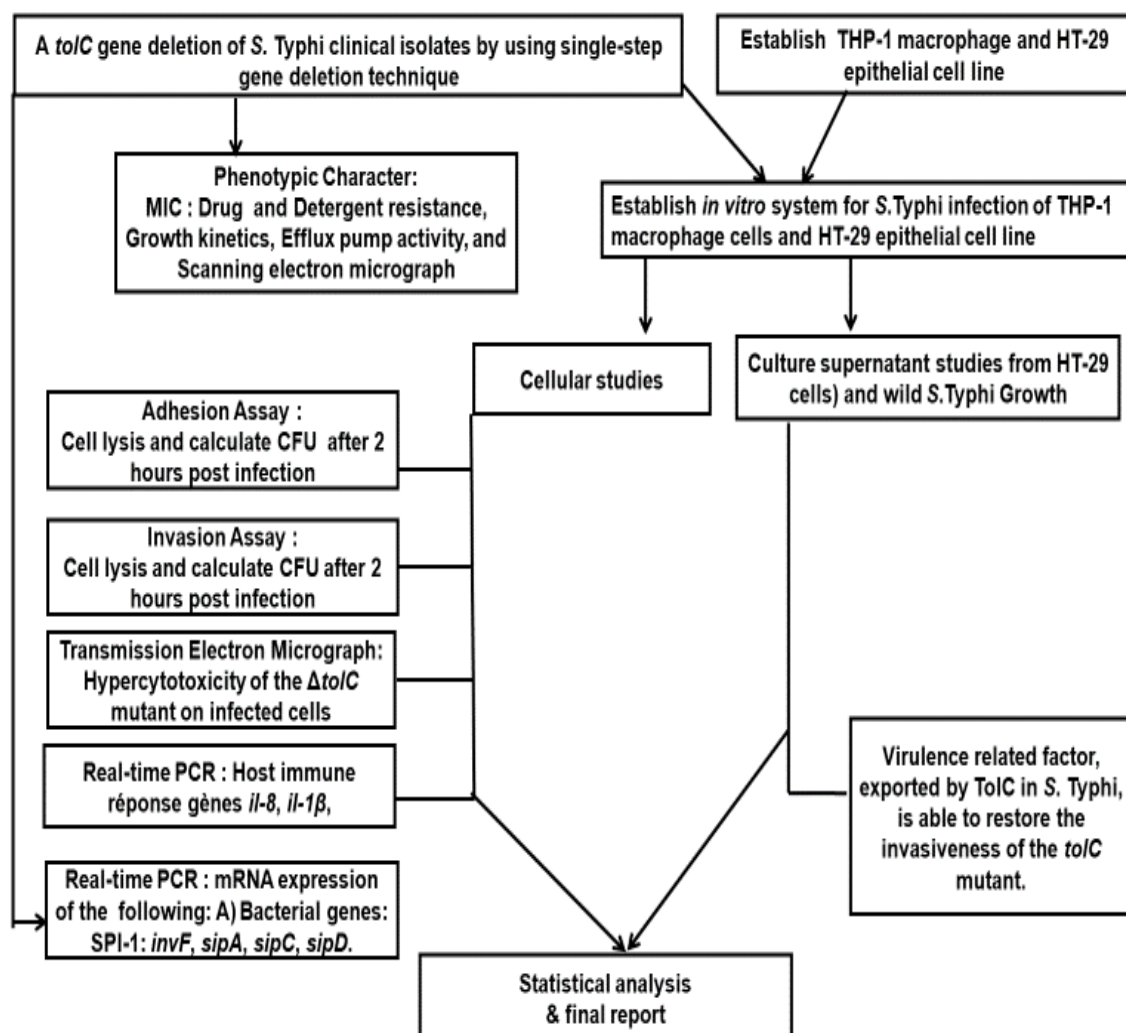 A tolC gene deletion of S. Typhi clinical isolates by using single-step
gene deletion technique
Establish THP-1 macrophage and HT-29
epithelial cell line
Phenotypic Character:
MIC : Drug and Detergent resistance,
Growth kinetics, Efflux pump activity, and
Scanning electron micrograph
Establish in vitro system for S.Typhi infection of THP-1
macrophage cells and HT-29 epithelial cell line
Cellular studies
Culture supernatant studies from HT-29
cells) and wild S.Typhi Growth
Adhesion Assay :
Cell lysis and calculate CFU after 2
hours post infection
Invasion Assay :
Cell lysis and calculate CFU after 2
hours post infection
Transmission Electron Micrograph:
Hypercytotoxicity of the ΔtolC
mutant on infected cells
Real-time PCR : Host immune
réponse gènes il-8, il-1β,
Virulence related factor,
exported by TolC in S. Typhi,
is able to restore the
invasiveness of the tolC
mutant.
Real-time PCR : mRNA expression
of the following: A) Bacterial genes:
SPI-1: invF, sipA, sipC, sipD.
Statistical analysis
& final report